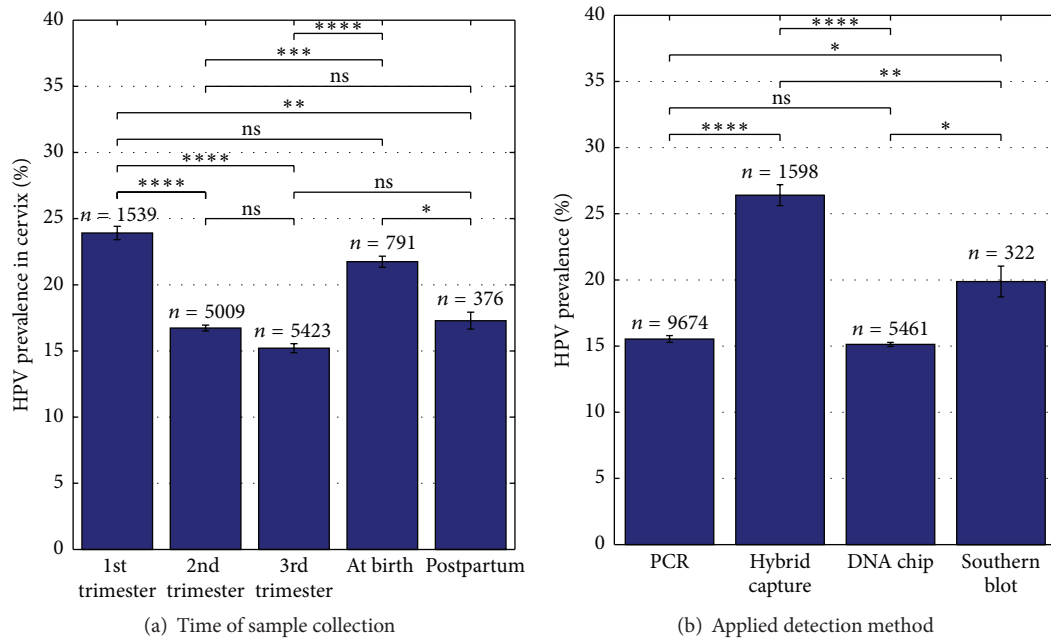 HPV prevalence in cervix (%)
40
35
30
25
20
15
10
5
0
****
***
ns
**
ns
****
ns
****
ns
*
n = 1539
n = 5009
n = 5423
n = 791
n = 376
1st trimester
2nd trimester
3rd trimester
At birth
Postpartum
(a) Time of sample collection
HPV prevalence (%)
40
35
30
25
20
15
10
5
0
****
*
**
ns
****
*
n = 9674
n = 1598
n = 5461
n = 322
PCR
Hybrid capture
DNA chip
Southern blot
(b) Applied detection method